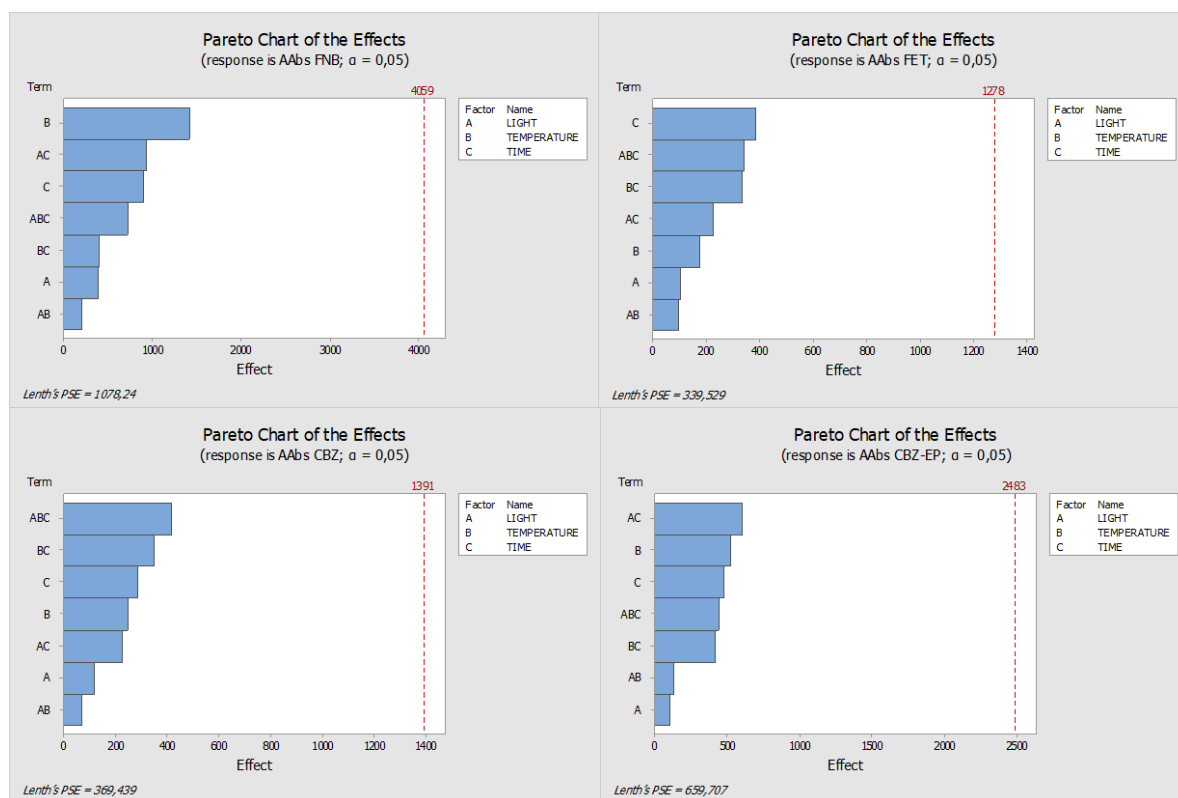 Pareto Chart of the Effects
(response is AAbs FNB; α = 0,05)
Term
4059
Factor Name
A LIGHT
B TEMPERATURE
C TIME
B
AC
C
ABC
BC
A
AB
0 1000 2000 3000 4000
Effect
Lenth's PSE = 1078,24
Pareto Chart of the Effects
(response is AAbs FET; α = 0,05)
Term
1278
Factor Name
A LIGHT
B TEMPERATURE
C TIME
C
ABC
BC
AC
B
A
AB
0 200 400 600 800 1000 1200 1400
Effect
Lenth's PSE = 339,529
Pareto Chart of the Effects
(response is AAbs CBZ; α = 0,05)
Term
1391
Factor Name
A LIGHT
B TEMPERATURE
C TIME
ABC
BC
C
B
AC
A
AB
0 200 400 600 800 1000 1200 1400
Effect
Lenth's PSE = 369,439
Pareto Chart of the Effects
(response is AAbs CBZ-EP; α = 0,05)
Term
2483
Factor Name
A LIGHT
B TEMPERATURE
C TIME
AC
B
C
ABC
BC
AB
A
0 500 1000 1500 2000 2500
Effect
Lenth's PSE = 659,707